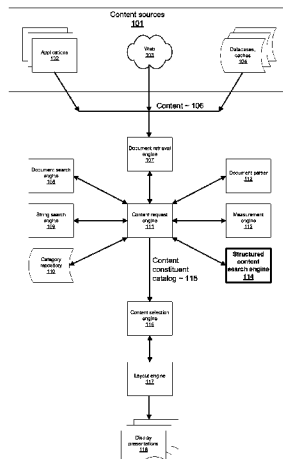 Content sources
101
Applications
102
Web
103
Databases,
caches
104
Content ~ 106
Document retrieval
engine
107
Document search
engine
108
Document parser
112
String search
engine
109
Content request
engine
111
Measurement
engine
113
Category
repository
110
Structured
content
search engine
114
Content
constituent
catalog ~ 115
Content selection
engine
116
Layout engine
117
Display
presentations
118